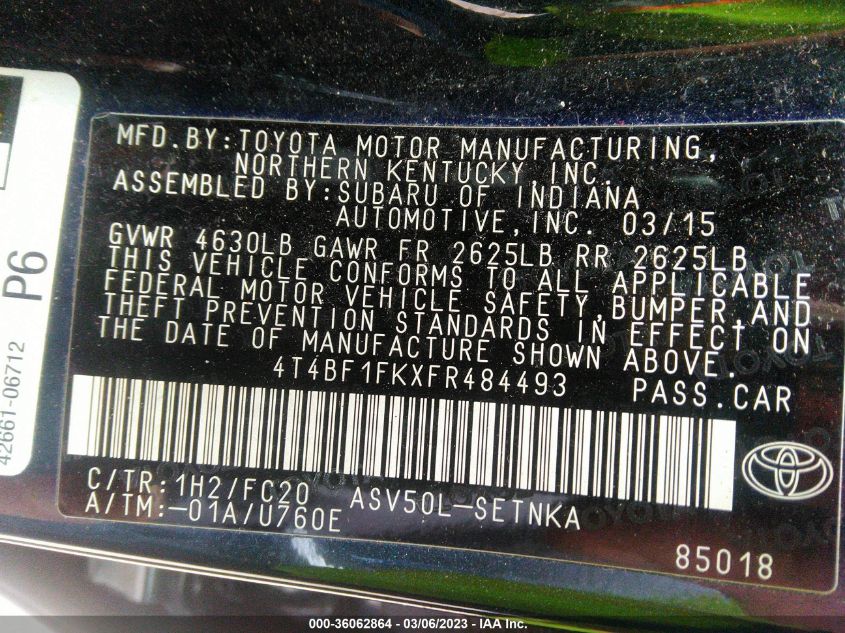 MFD.BY:TOYOTA MOTOR MANUFACTURING,
NORTHERN KENTUCKY,INC.
ASSEMBLED BY:SUBARU OF INDIANA
AUTOMOTIVE,INC. 03/15
GVWR 4630LB GAWR FR 2625LB RR 2625LB
THIS VEHICLE CONFORMS TO ALL APPLICABLE
FEDERAL MOTOR VEHICLE SAFETY,BUMPER,AND
THEFT PREVENTION STANDARDS IN EFFECT ON
THE DATE OF MANUFACTURE SHOWN ABOVE.
4T4BF1FKXFR484493 PASS.CAR
C/TR:1H2/FC20 ASV50L-SETNKA
A/TM:-01A/U760E
85018
P6
42661-06712
000-36062864 / 03/06/2023 - IAA Inc.